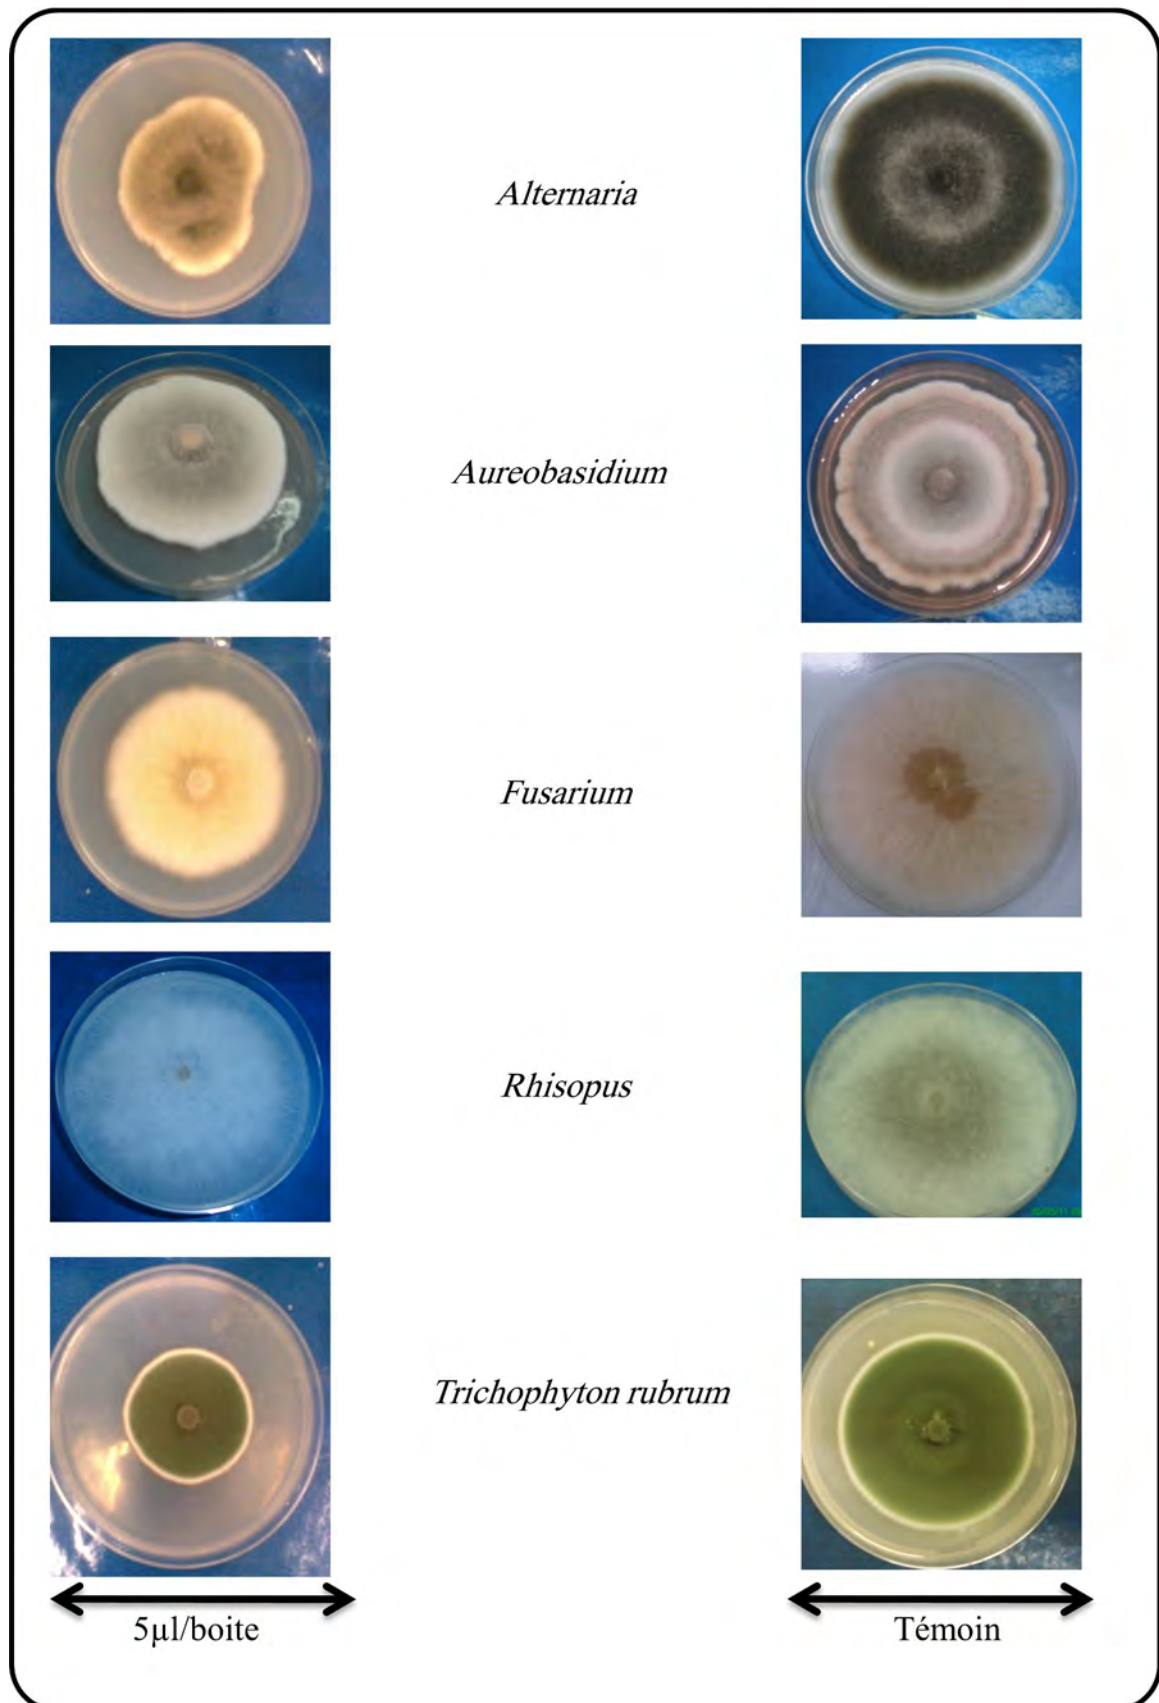 Alternaria
Aureobasidium
Fusarium
Rhisopus
Trichophyton rubrum
5µl/boite
Témoin